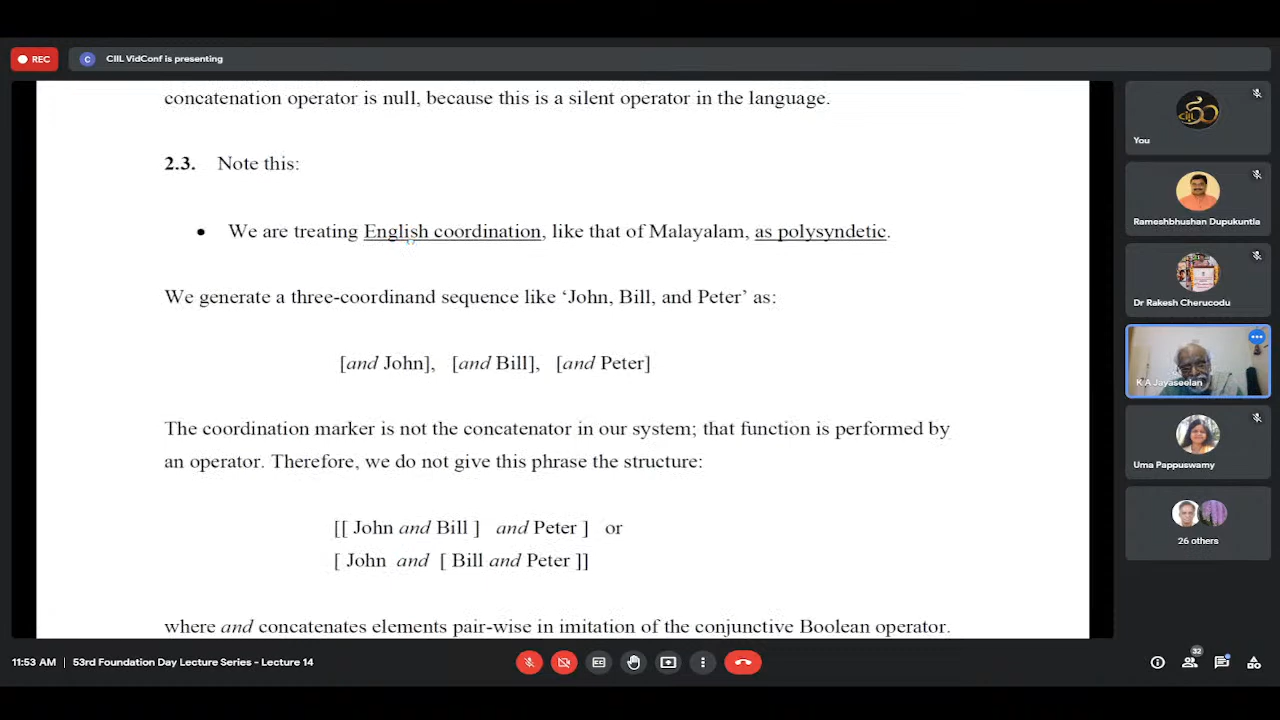 REC
C
CIIL VidConf is presenting
concatenation operator is null, because this is a silent operator in the language.
2.3. Note this:
• We are treating English coordination, like that of Malayalam, as polysyndetic.
We generate a three-coordinand sequence like ‘John, Bill, and Peter’ as:
[and John], [and Bill], [and Peter]
The coordination marker is not the concatenator in our system; that function is performed by
an operator. Therefore, we do not give this phrase the structure:
[[ John and Bill ] and Peter ] or
[ John and [ Bill and Peter ]]
where and concatenates elements pair-wise in imitation of the conjunctive Boolean operator.
You
Rameshbhushan Dupukuntla
Dr Rakesh Cherucodu
K A Jayaseelan
Uma Pappuswamy
26 others
11:53 AM | 53rd Foundation Day Lecture Series - Lecture 14
32